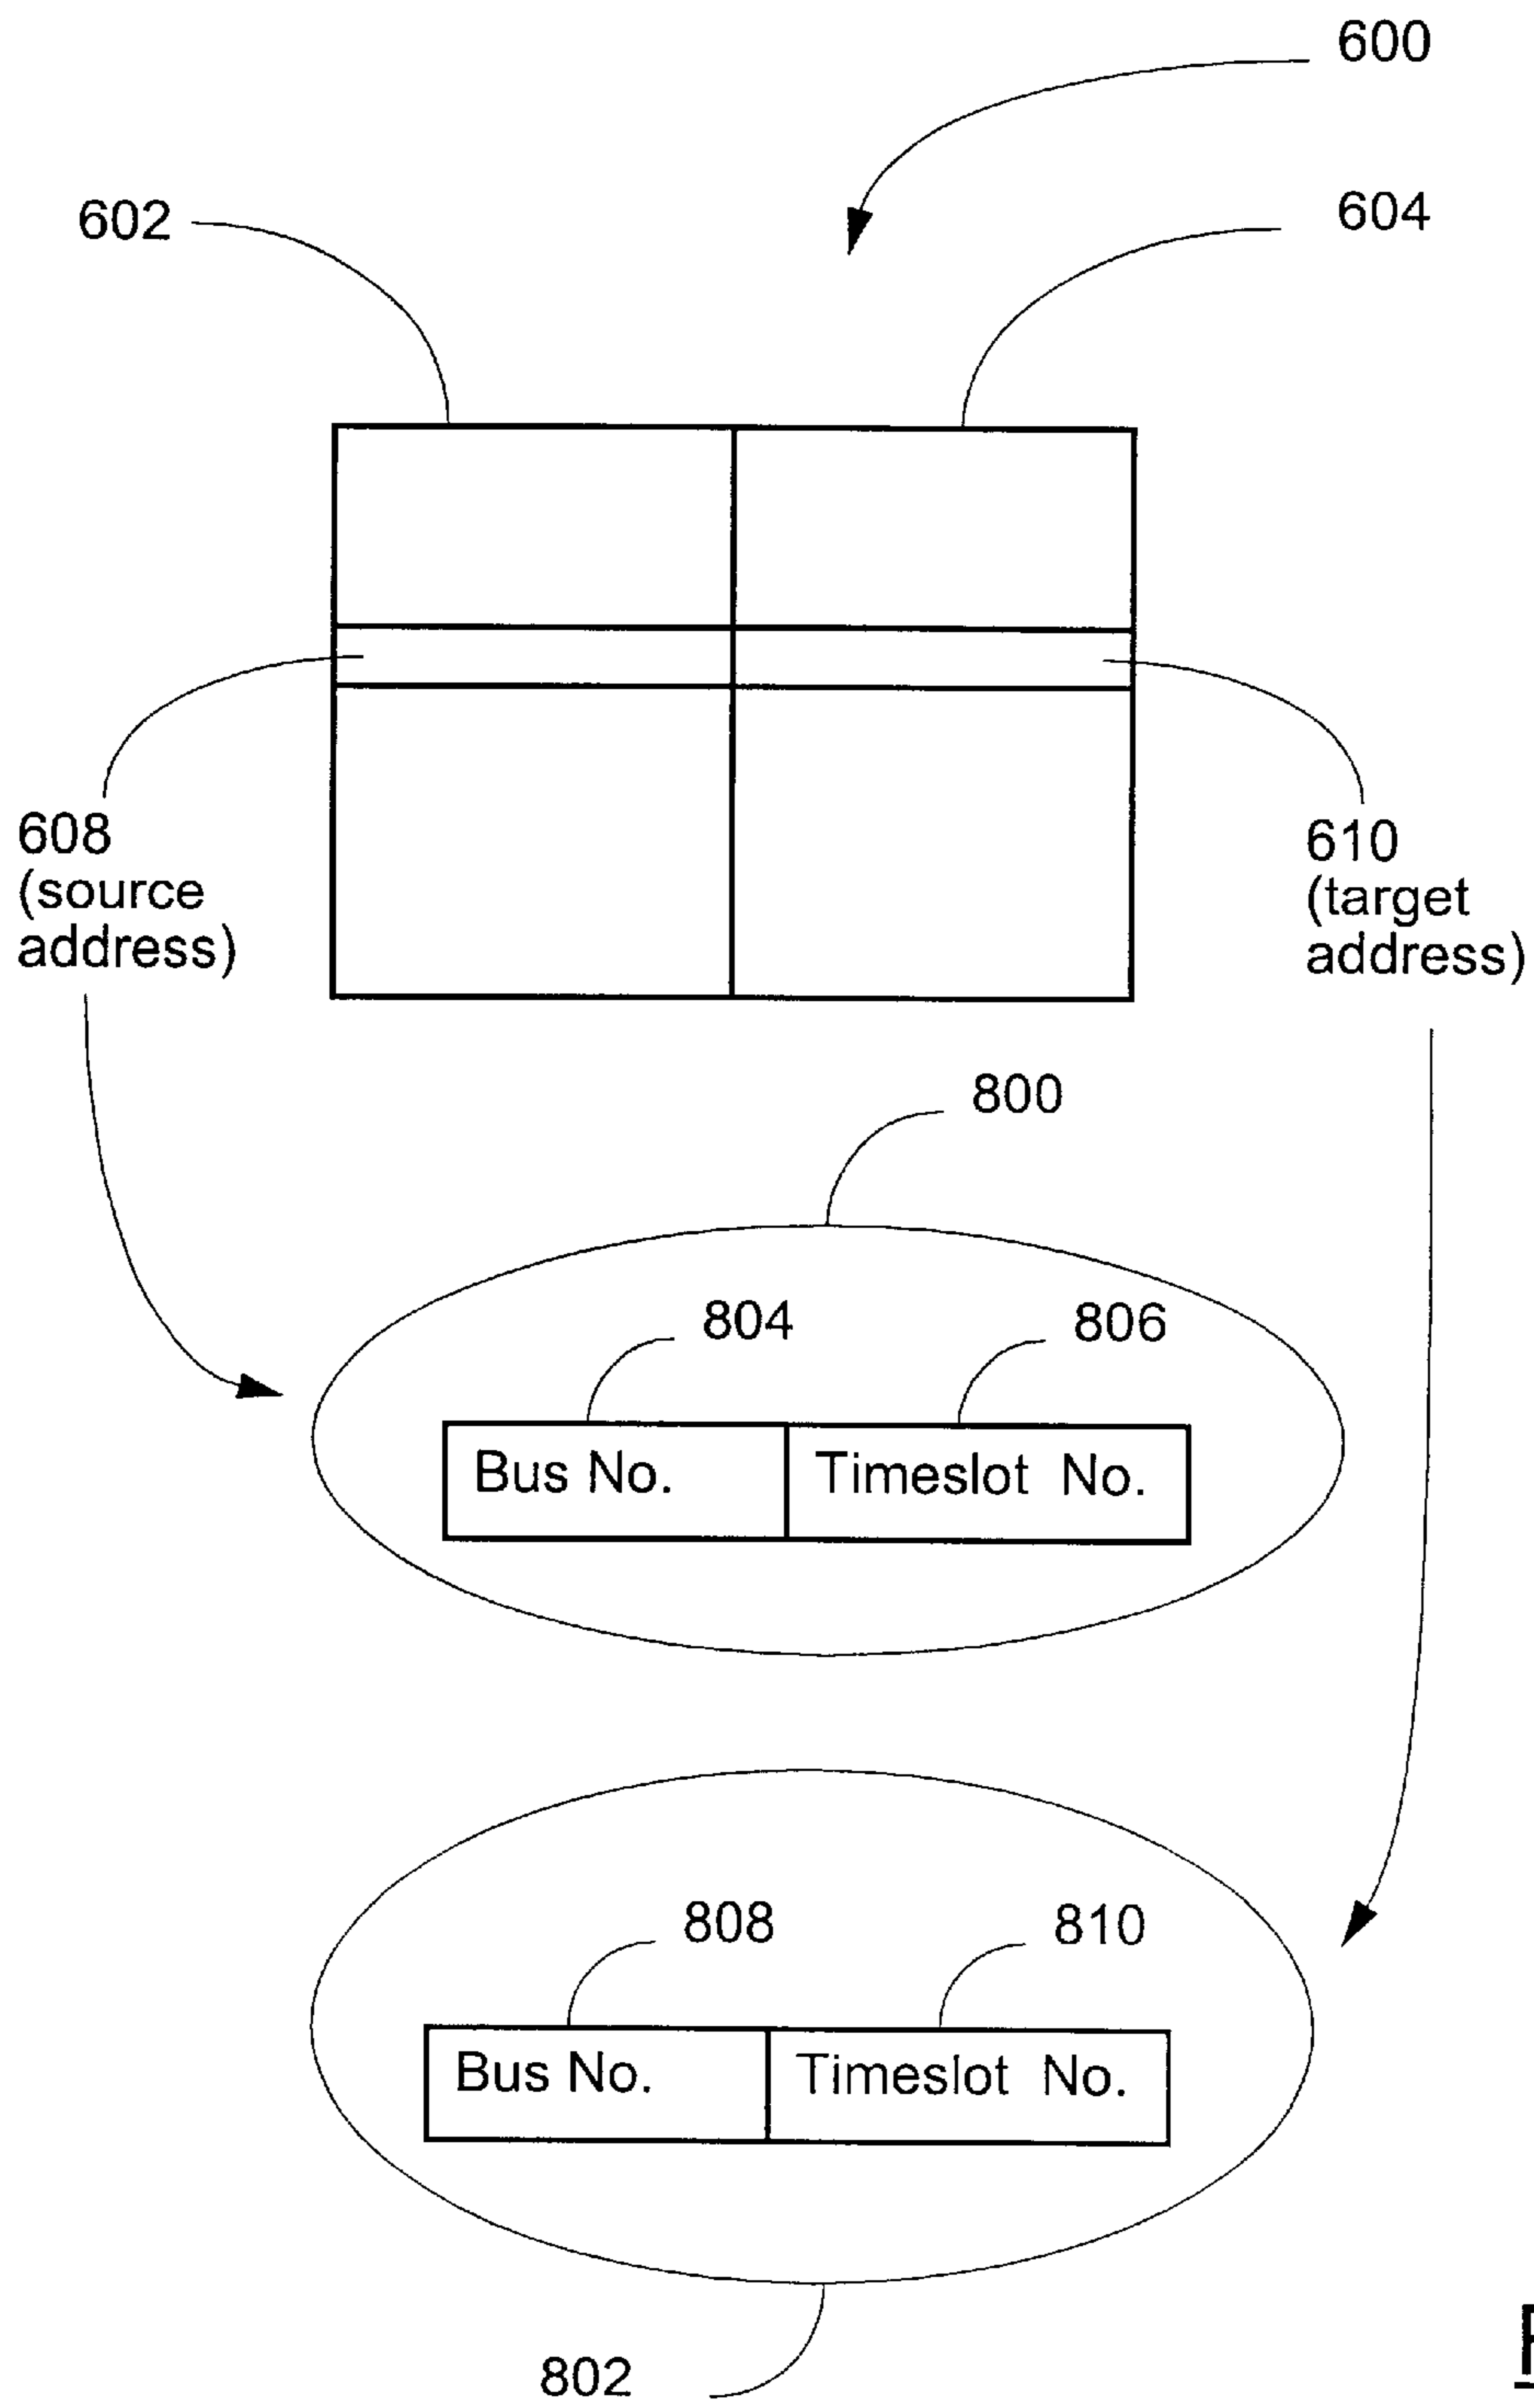 600
602
604
608
(source
address)
610
(target
address)
800
804
806
Bus No.
Timeslot No.
808
810
Bus No.
Timeslot No.
802